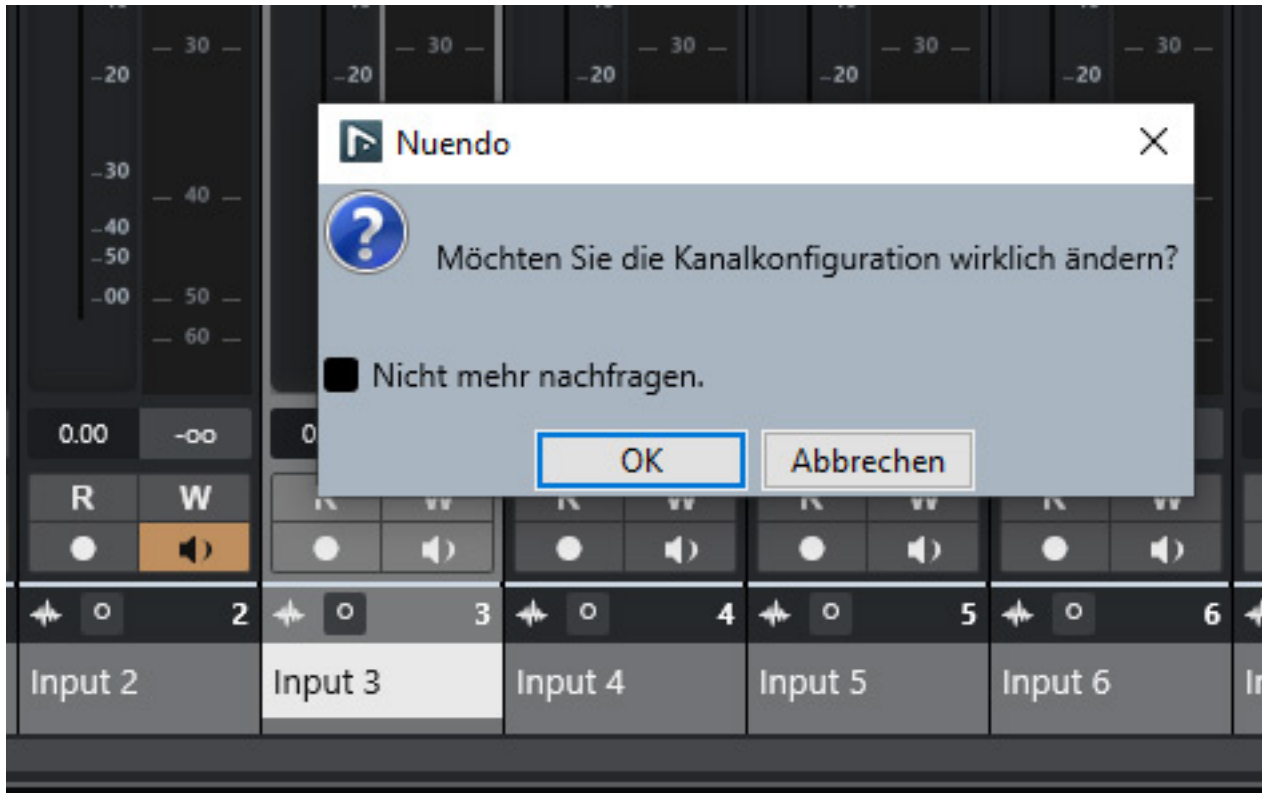 30 30 30 30 30
-20 -20 -20 -20 -20
Nuendo
-30
40
-40
Möchten Sie die Kanalkonfiguration wirklich ändern?
-50
-00 50
60
Nicht mehr nachfragen.
0.00 -oo 0
OK Abbrechen
R W R W R W R W R W
2 3 4 5 6
Input 2 Input 3 Input 4 Input 5 Input 6